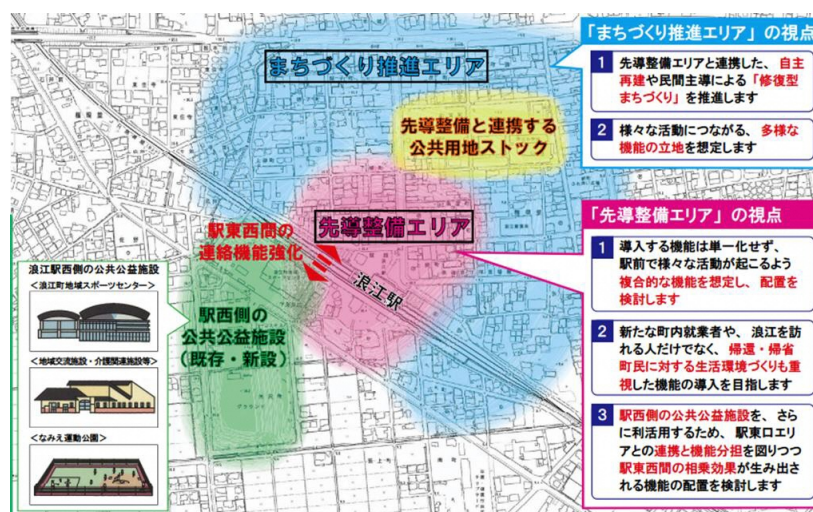 まちづくり推進エリア
先導整備と連携する
公共用地ストック
先導整備エリア
駅東西間の
連絡機能強化
浪江駅
駅西側の
公共公益施設
（既存・新設）
浪江駅西側の公共公益施設
＜浪江町地域スポーツセンター＞
＜地域交流施設・介護関連施設等＞
＜なみえ運動公園＞
「まちづくり推進エリア」の視点
1 先導整備エリアと連携した、自主
再建や民間主導による「修復型
まちづくり」を推進します
2 様々な活動につながる、多様な
機能の立地を想定します
「先導整備エリア」の視点
1 導入する機能は単一化せず、
駅前で様々な活動が起こるよう
複合的な機能を想定し、配置を
検討します
2 新たな町内就業者や、浪江を訪
れる人だけでなく、帰還・帰省
町民に対する生活環境づくりも重
視した機能の導入を目指します
3 駅西側の公共公益施設を、さら
に利活用するため、駅東口エリ
アとの連携と機能分担を図りつつ
駅東西間の相乗効果が生み出さ
れる機能の配置を検討します